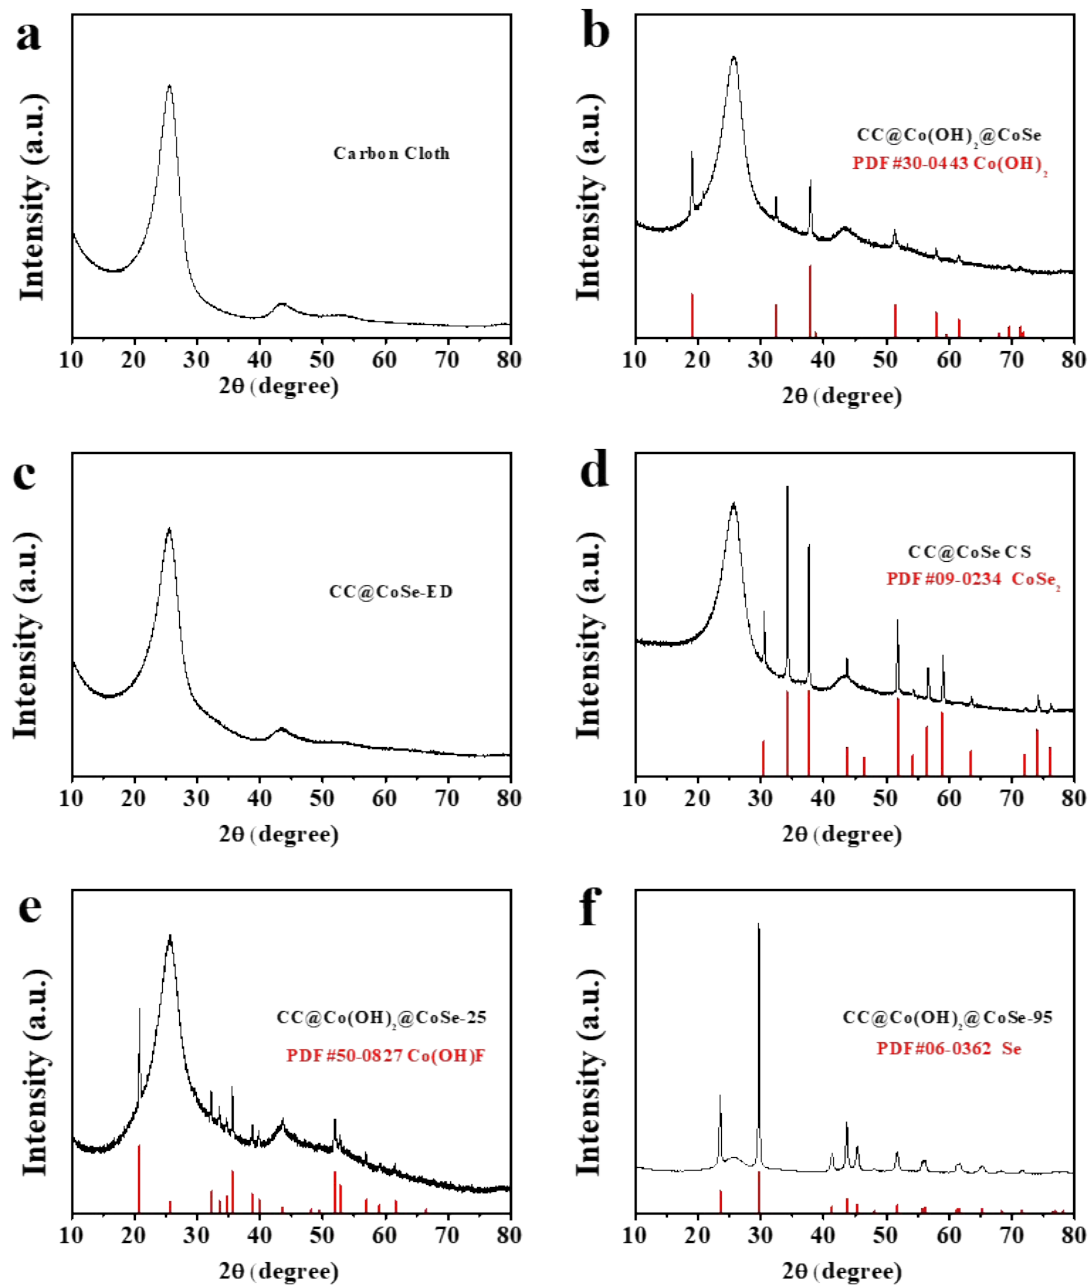 a
Intensity (a.u.)
Carbon Cloth
10 20 30 40 50 60 70 80
2θ (degree)
b
Intensity (a.u.)
CC@Co(OH)₂@CoSe
PDF#30-0443 Co(OH)₂
10 20 30 40 50 60 70 80
2θ (degree)
c
Intensity (a.u.)
CC@CoSe-ED
10 20 30 40 50 60 70 80
2θ (degree)
d
Intensity (a.u.)
CC@CoSe CS
PDF#09-0234 CoSe₂
10 20 30 40 50 60 70 80
2θ (degree)
e
Intensity (a.u.)
CC@Co(OH)₂@CoSe-25
PDF#50-0827 Co(OH)F
10 20 30 40 50 60 70 80
2θ (degree)
f
Intensity (a.u.)
CC@Co(OH)₂@CoSe-95
PDF#06-0362 Se
10 20 30 40 50 60 70 80
2θ (degree)